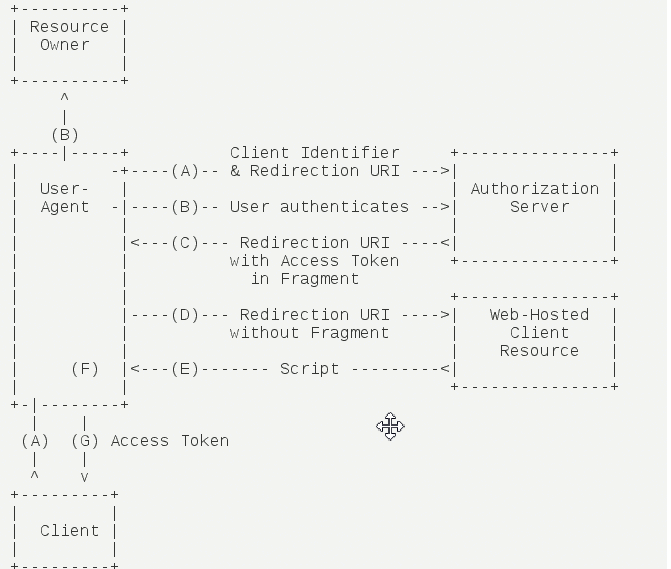 +----------+
| Resource |
|  Owner   |
|          |
+----------+
     ^
     |
    (B)
+----|-----+          Client Identifier     +---------------+
|         -+----(A)-- & Redirection URI --->|               |
|  User-   |                                | Authorization |
|  Agent  -|----(B)-- User authenticates -->|     Server    |
|          |                                |               |
|          |<---(C)--- Redirection URI ----<|               |
|          |          with Access Token     +---------------+
|          |            in Fragment
|          |                                +---------------+
|          |----(D)--- Redirection URI ---->|   Web-Hosted  |
|          |          without Fragment      |     Client    |
|          |                                |    Resource   |
|     (F)  |<---(E)------- Script ---------<|               |
|          |                                +---------------+
+-|--------+
  |    |
 (A)  (G) Access Token
  |    |
  ^    v
+---------+
|         |
|  Client |
|         |
+---------+